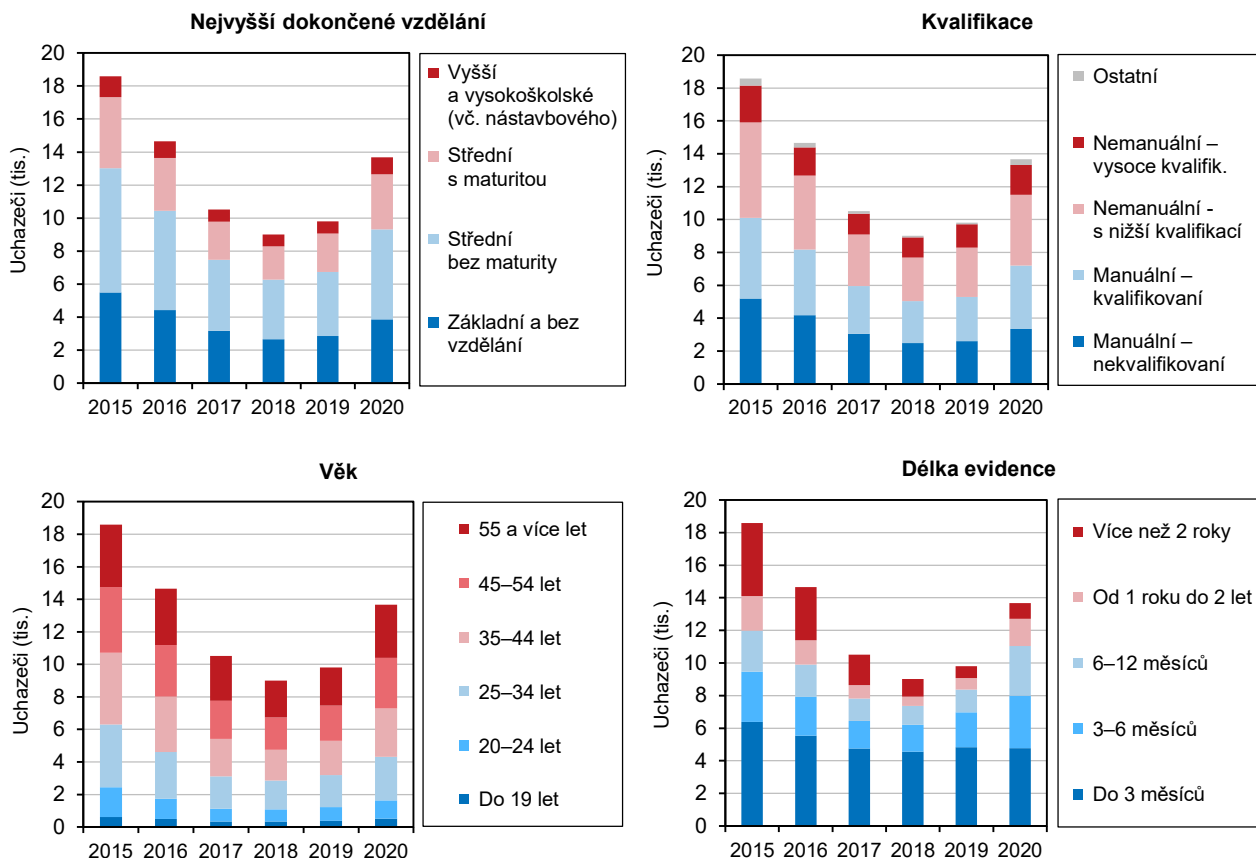 Nejvyšší dokončené vzdělání
Uchazeči (tis.)
20
18
16
14
12
10
8
6
4
2
0
2015 2016 2017 2018 2019 2020
Vyšší
a vysokoškolské
(vč. nástavbového)
Střední
s maturitou
Střední
bez maturity
Základní a bez
vzdělání
Kvalifikace
Uchazeči (tis.)
20
18
16
14
12
10
8
6
4
2
0
2015 2016 2017 2018 2019 2020
Ostatní
Nemanuální –
vysoce kvalifik.
Nemanuální -
s nižší kvalifikací
Manuální –
kvalifikovaní
Manuální –
nekvalifikovaní
Věk
Uchazeči (tis.)
20
18
16
14
12
10
8
6
4
2
0
2015 2016 2017 2018 2019 2020
55 a více let
45–54 let
35–44 let
25–34 let
20–24 let
Do 19 let
Délka evidence
Uchazeči (tis.)
20
18
16
14
12
10
8
6
4
2
0
2015 2016 2017 2018 2019 2020
Více než 2 roky
Od 1 roku do 2 let
6–12 měsíců
3–6 měsíců
Do 3 měsíců